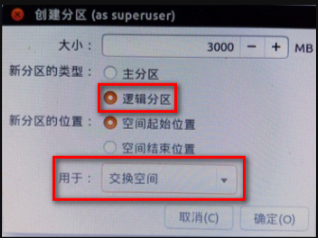 创建分区 (as superuser)
大小： 3000 − + MB
新分区的类型： 主分区
逻辑分区
新分区的位置： 空间起始位置
空间结束位置
用于： 交换空间
取消(C) 确定(O)